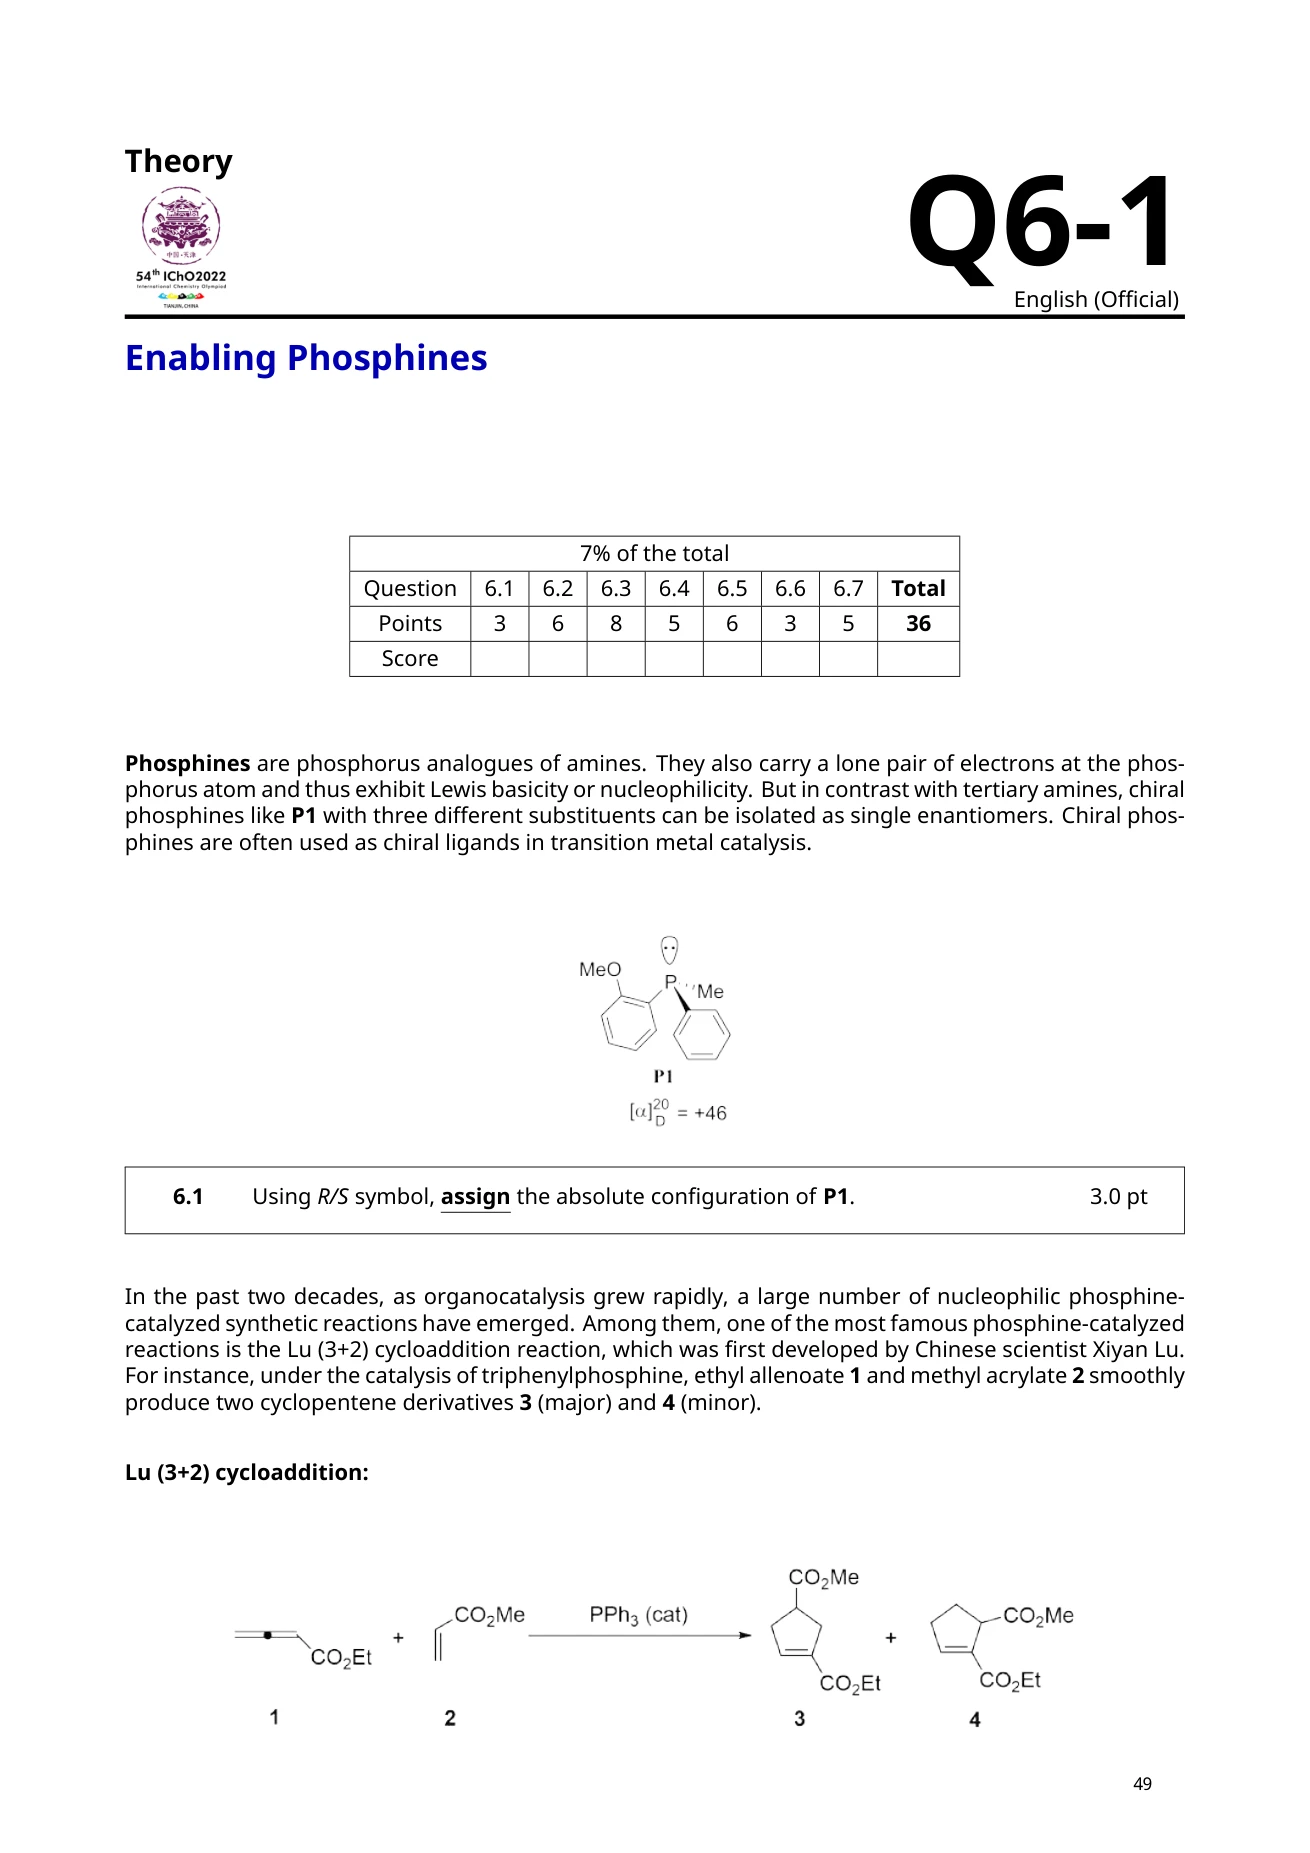 Theory
中国·天津
54th IChO2022
International Chemistry Olympiad
TIANJIN, CHINA
Q6-1
English (Official)
Enabling Phosphines
7% of the total
Question 6.1 6.2 6.3 6.4 6.5 6.6 6.7 Total
Points 3 6 8 5 6 3 5 36
Score
Phosphines are phosphorus analogues of amines. They also carry a lone pair of electrons at the phos-
phorus atom and thus exhibit Lewis basicity or nucleophilicity. But in contrast with tertiary amines, chiral
phosphines like P1 with three different substituents can be isolated as single enantiomers. Chiral phos-
phines are often used as chiral ligands in transition metal catalysis.
MeO P Me
P1
[α]20D = +46
6.1 Using R/S symbol, assign the absolute configuration of P1. 3.0 pt
In the past two decades, as organocatalysis grew rapidly, a large number of nucleophilic phosphine-
catalyzed synthetic reactions have emerged. Among them, one of the most famous phosphine-catalyzed
reactions is the Lu (3+2) cycloaddition reaction, which was first developed by Chinese scientist Xiyan Lu.
For instance, under the catalysis of triphenylphosphine, ethyl allenoate 1 and methyl acrylate 2 smoothly
produce two cyclopentene derivatives 3 (major) and 4 (minor).
Lu (3+2) cycloaddition:
CO2Me
CO2Et + CO2Me PPh3 (cat) CO2Et + CO2Me
CO2Et
1 2 3 4
49